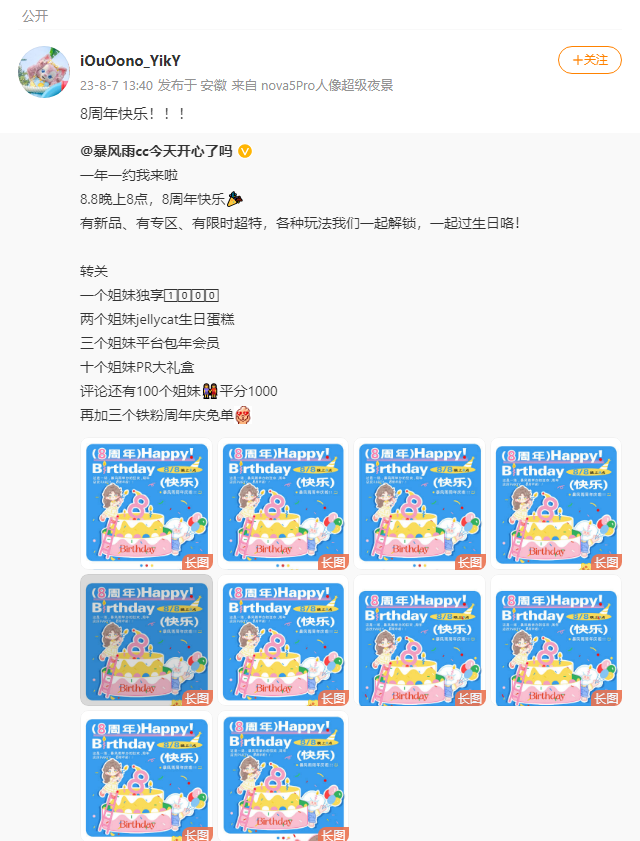 公开
iOuOono_YikY
+关注
23-8-7 13:40 发布于 安徽 来自 nova5Pro人像超级夜景
8周年快乐！！！
@暴风雨cc今天开心了吗
一年一约我来啦
8.8晚上8点，8周年快乐
有新品、有专区、有限时超特，各种玩法我们一起解锁，一起过生日咯！
转关
一个姐妹独享1000
两个姐妹jellycat生日蛋糕
三个姐妹平台包年会员
十个姐妹PR大礼盒
评论还有100个姐妹平分1000
再加三个铁粉周年庆免单
(8周年)Happy!
Birthday 8/8
(快乐)
Birthday
长图
(8周年)Happy!
Birthday 8/8
(快乐)
Birthday
长图
(8周年)Happy!
Birthday 8/8
(快乐)
Birthday
长图
(8周年)Happy!
Birthday 8/8
(快乐)
Birthday
长图
(8周年)Happy!
Birthday 8/8
(快乐)
Birthday
长图
(8周年)Happy!
Birthday 8/8
(快乐)
Birthday
长图
(8周年)Happy!
Birthday 8/8
(快乐)
Birthday
长图
(8周年)Happy!
Birthday 8/8
(快乐)
Birthday
长图
(8周年)Happy!
Birthday 8/8
(快乐)
Birthday
长图
(8周年)Happy!
Birthday 8/8
(快乐)
Birthday
长图